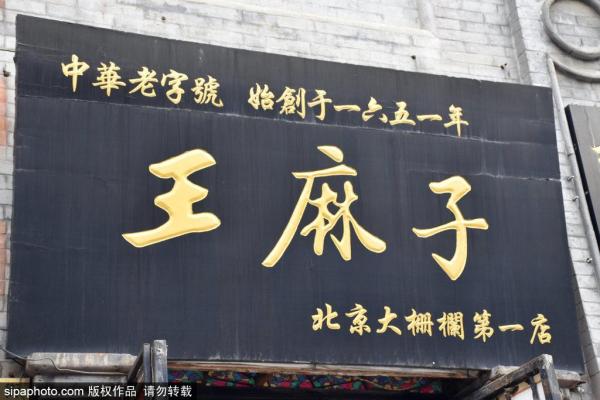 中華老字號 始創于一六五一年
王麻子
北京大栅欄第一店
sipaphoto.com 版权作品 请勿转载